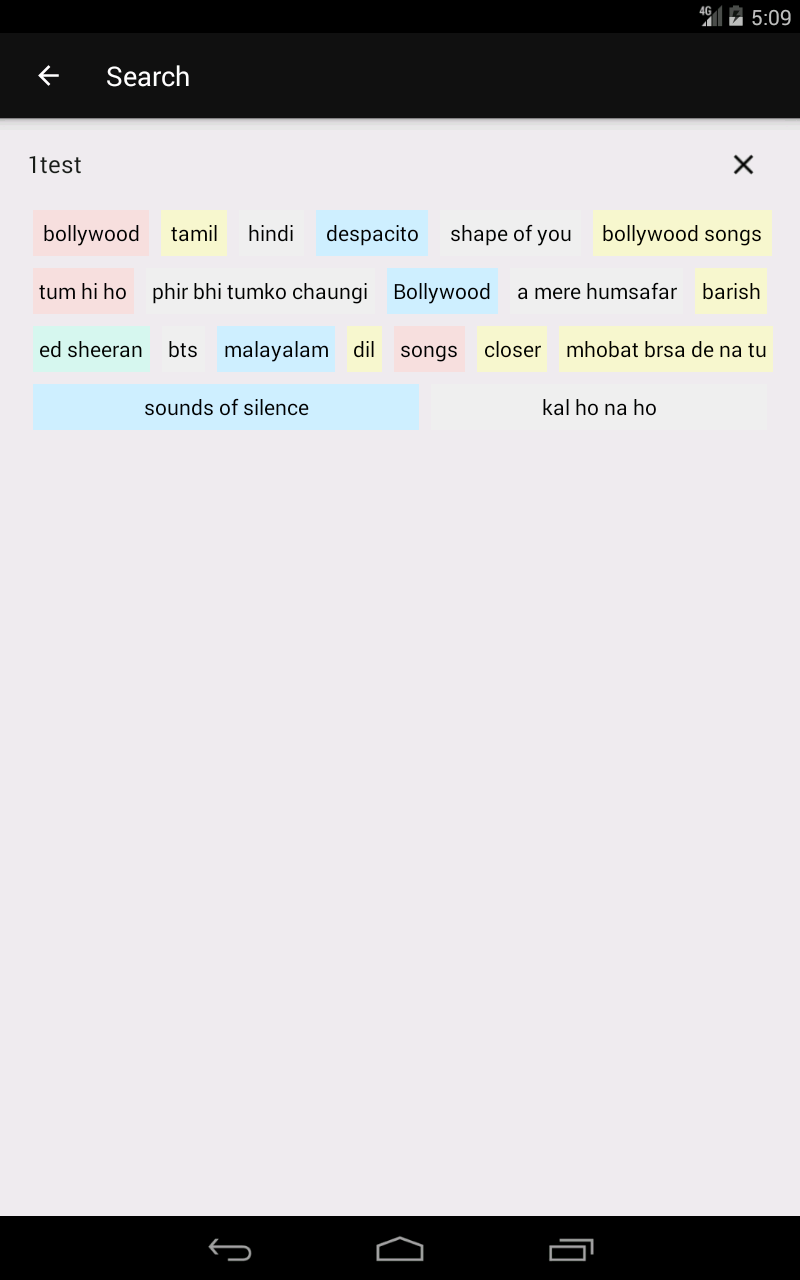 4G 5:09
Search
1test
bollywood tamil hindi despacito shape of you bollywood songs
tum hi ho phir bhi tumko chaungi Bollywood a mere humsafar barish
ed sheeran bts malayalam dil songs closer mhobat brsa de na tu
sounds of silence kal ho na ho